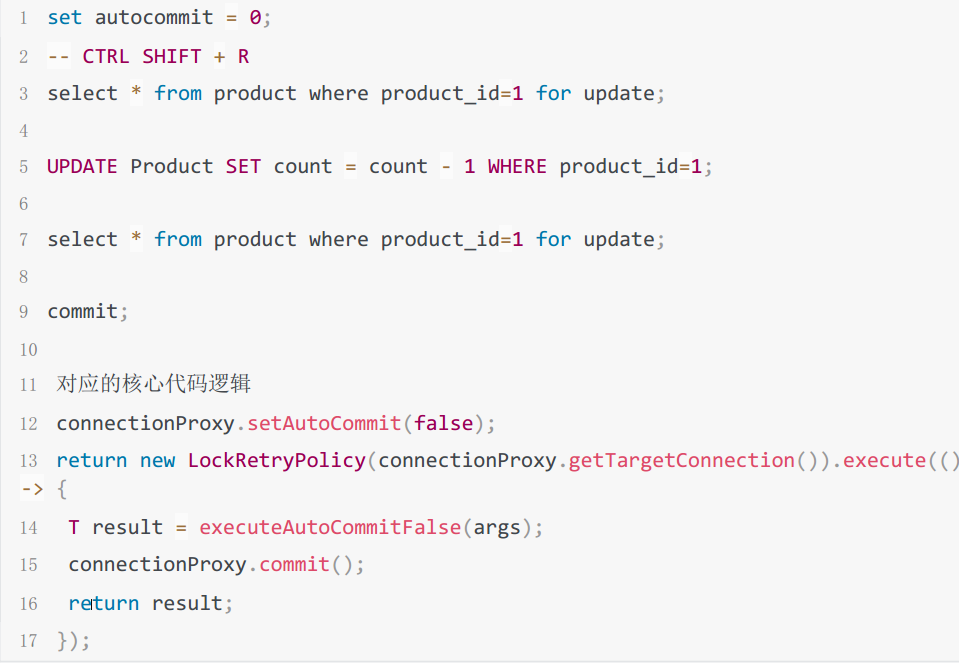 1 set autocommit = 0;
2 -- CTRL SHIFT + R
3 select * from product where product_id=1 for update;
4
5 UPDATE Product SET count = count - 1 WHERE product_id=1;
6
7 select * from product where product_id=1 for update;
8
9 commit;
10
11 对应的核心代码逻辑
12 connectionProxy.setAutoCommit(false);
13 return new LockRetryPolicy(connectionProxy.getTargetConnection()).execute(()
-> {
14 T result = executeAutoCommitFalse(args);
15 connectionProxy.commit();
16 return result;
17 });